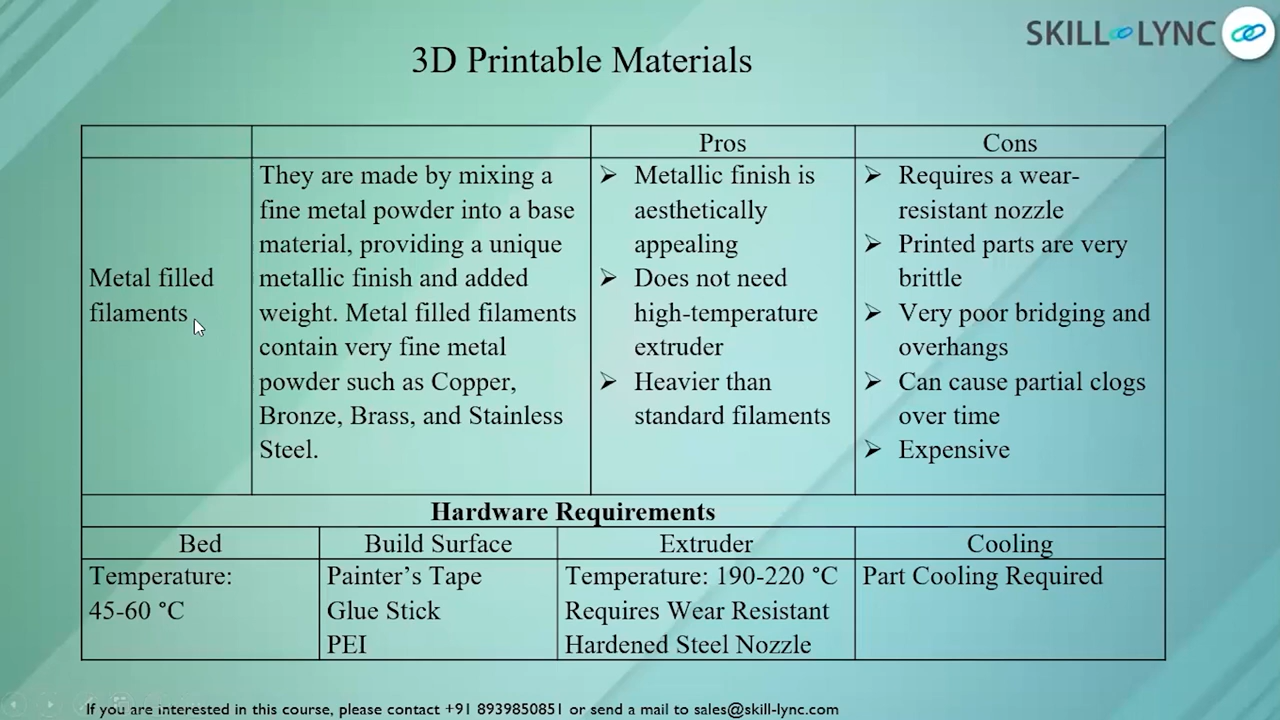 SKILL LYNC
3D Printable Materials
Pros
Cons
Metal filled
filaments
They are made by mixing a
fine metal powder into a base
material, providing a unique
metallic finish and added
weight. Metal filled filaments
contain very fine metal
powder such as Copper,
Bronze, Brass, and Stainless
Steel.
Metallic finish is
aesthetically
appealing
Does not need
high-temperature
extruder
Heavier than
standard filaments
Requires a wear-
resistant nozzle
Printed parts are very
brittle
Very poor bridging and
overhangs
Can cause partial clogs
over time
Expensive
Hardware Requirements
Bed
Build Surface
Extruder
Cooling
Temperature:
45-60 °C
Painter’s Tape
Glue Stick
PEI
Temperature: 190-220 °C
Requires Wear Resistant
Hardened Steel Nozzle
Part Cooling Required
If you are interested in this course, please contact +91 8939850851 or send a mail to sales@skill-lync.com